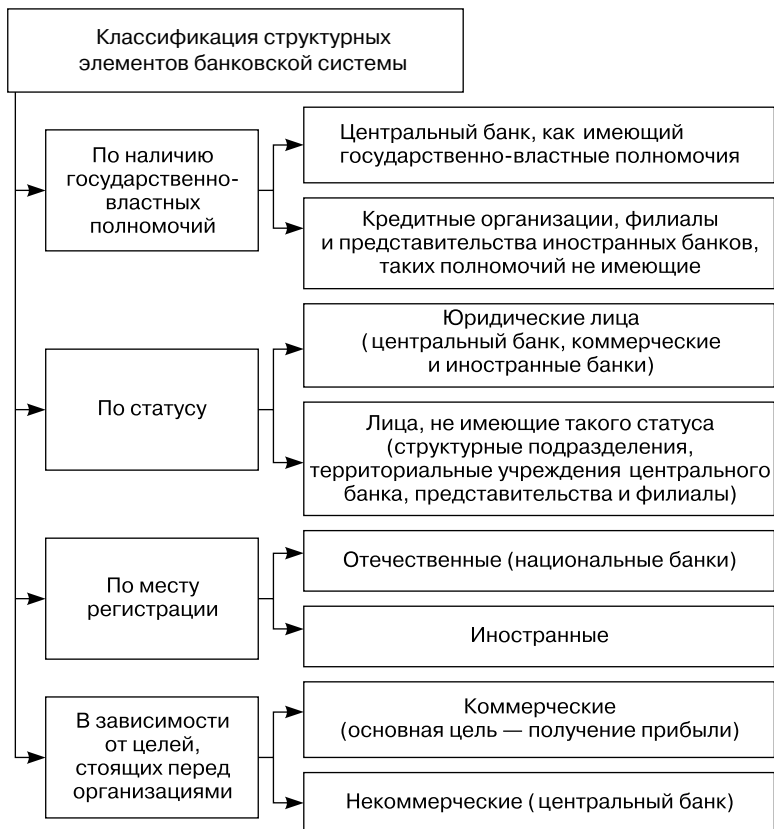 Классификация структурных
элементов банковской системы
По наличию
государственно-
властных
полномочий
Центральный банк, как имеющий
государственно-властные полномочия
Кредитные организации, филиалы
и представительства иностранных банков,
таких полномочий не имеющие
По статусу
Юридические лица
( центральный банк, коммерческие
и иностранные банки)
Лица, не имеющие такого статуса
(структурные подразделения,
территориальные учреждения центрального
банка, представительства и филиалы)
По месту
регистрации
Отечественные (национальные банки)
Иностранные
В зависимости
от целей,
стоящих перед
организациями
Коммерческие
(основная цель — получение прибыли)
Некоммерческие ( центральный банк)